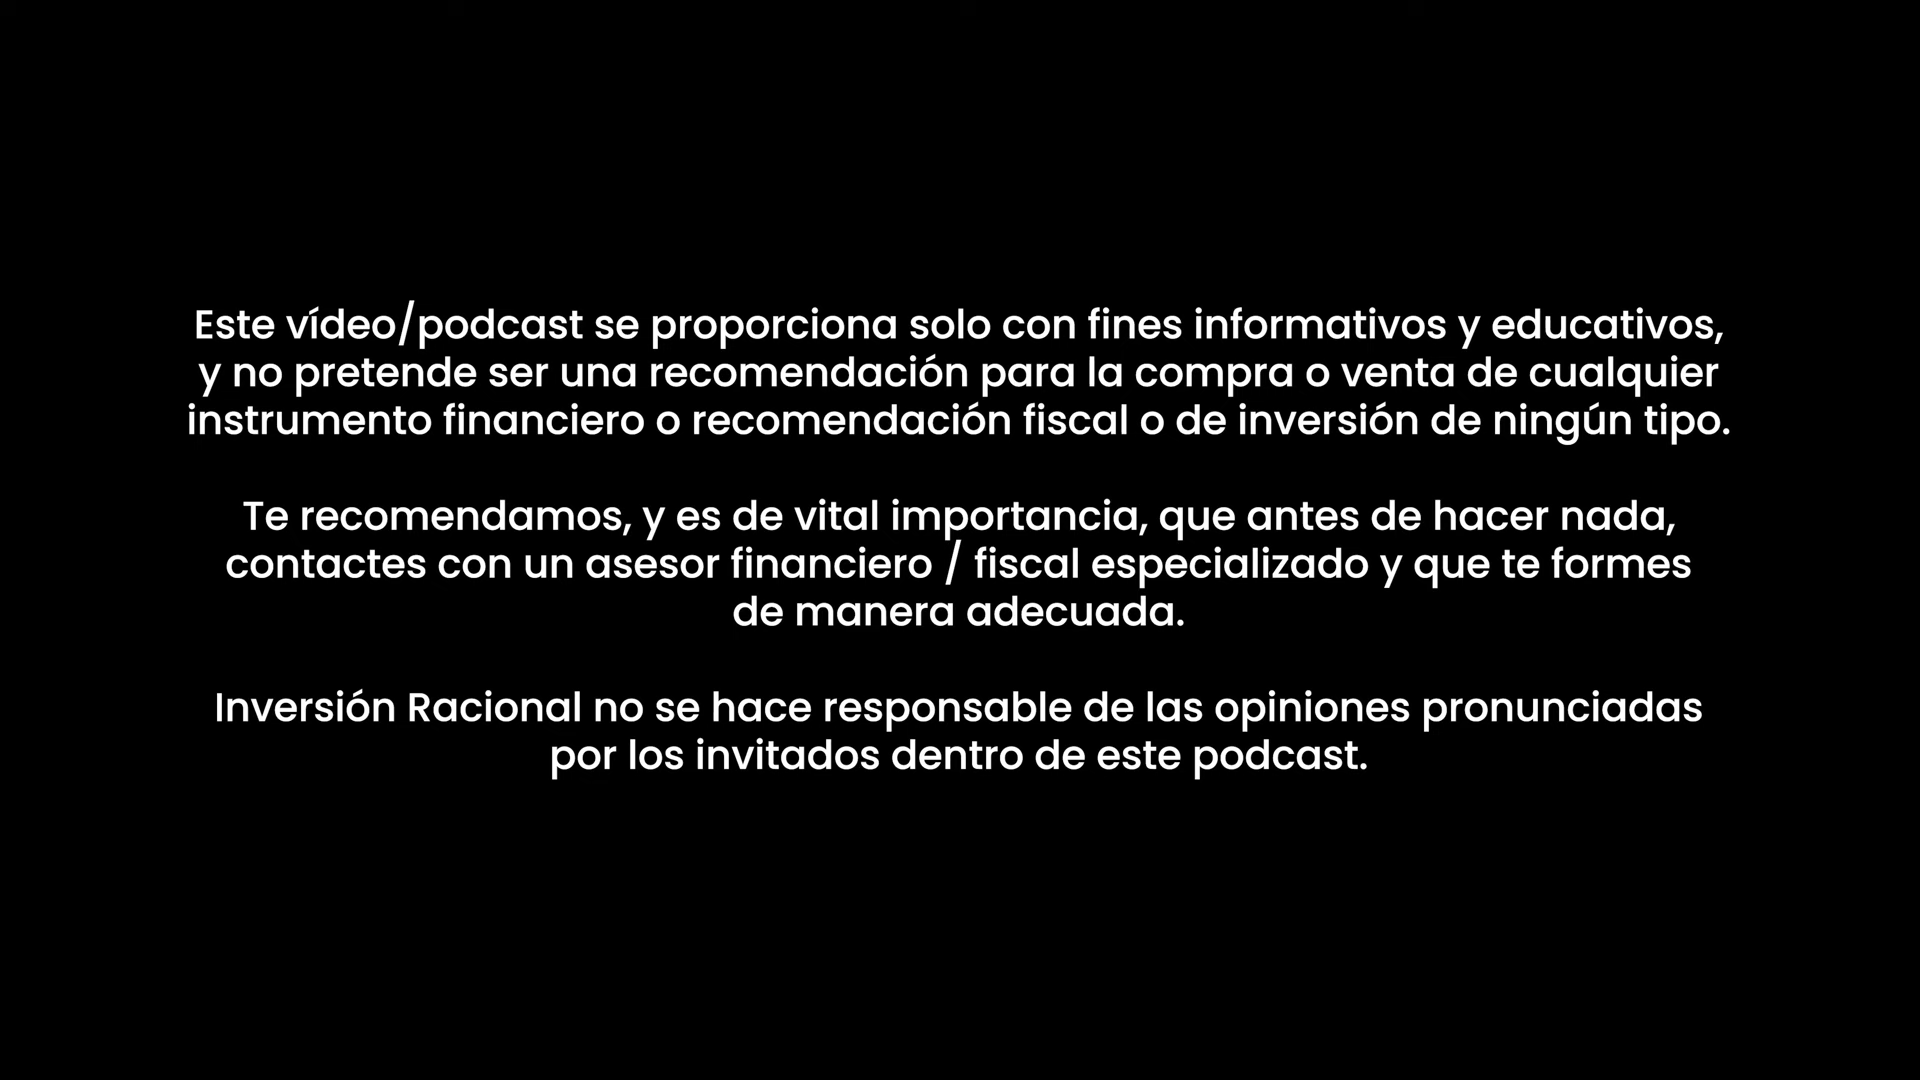 Este vídeo/podcast se proporciona solo con fines informativos y educativos,
y no pretende ser una recomendación para la compra o venta de cualquier
instrumento financiero o recomendación fiscal o de inversión de ningún tipo.
Te recomendamos, y es de vital importancia, que antes de hacer nada,
contactes con un asesor financiero / fiscal especializado y que te formes
de manera adecuada.
Inversión Racional no se hace responsable de las opiniones pronunciadas
por los invitados dentro de este podcast.